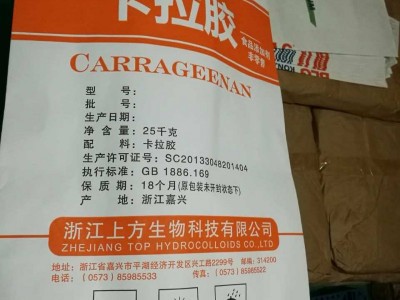 卡拉胶
食品添加剂
CARRAGEENAN
型 号:
批 号:
生产日期:
净 含 量: 25千克
配 料: 卡拉胶
生产许可证号: SC20133048201404
执行标准: GB 1886.169
保 质 期: 18个月(原包装未开封状态下)
产 地: 浙江嘉兴
浙江上方生物科技有限公司
ZHEJIANG TOP HYDROCOLLOIDS CO.,LTD
地址: 浙江省嘉兴市平湖经济开发区兴工路2299号 邮编: 314200
电话: (0573) 85985533 传真: (0573) 85985522